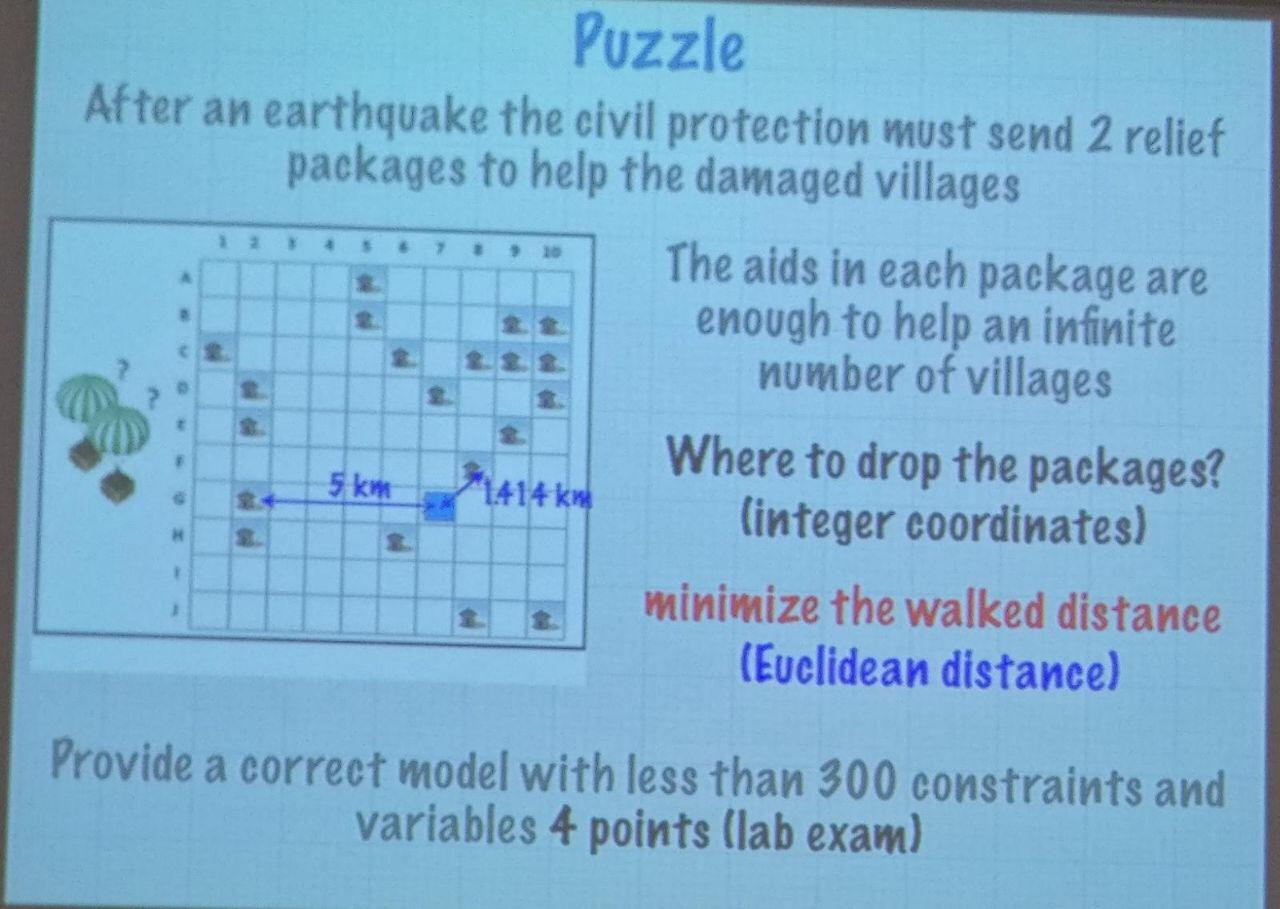 Puzzle
After an earthquake the civil protection must send 2 relief
packages to help the damaged villages
1 2 3 4 5 6 7 8 9 10
A
B
C
D
E
F
G
H
I
J
? 
?
5 km
1.414 km
The aids in each package are
enough to help an infinite
number of villages
Where to drop the packages?
(integer coordinates)
minimize the walked distance
(Euclidean distance)
Provide a correct model with less than 300 constraints and
variables 4 points (lab exam)